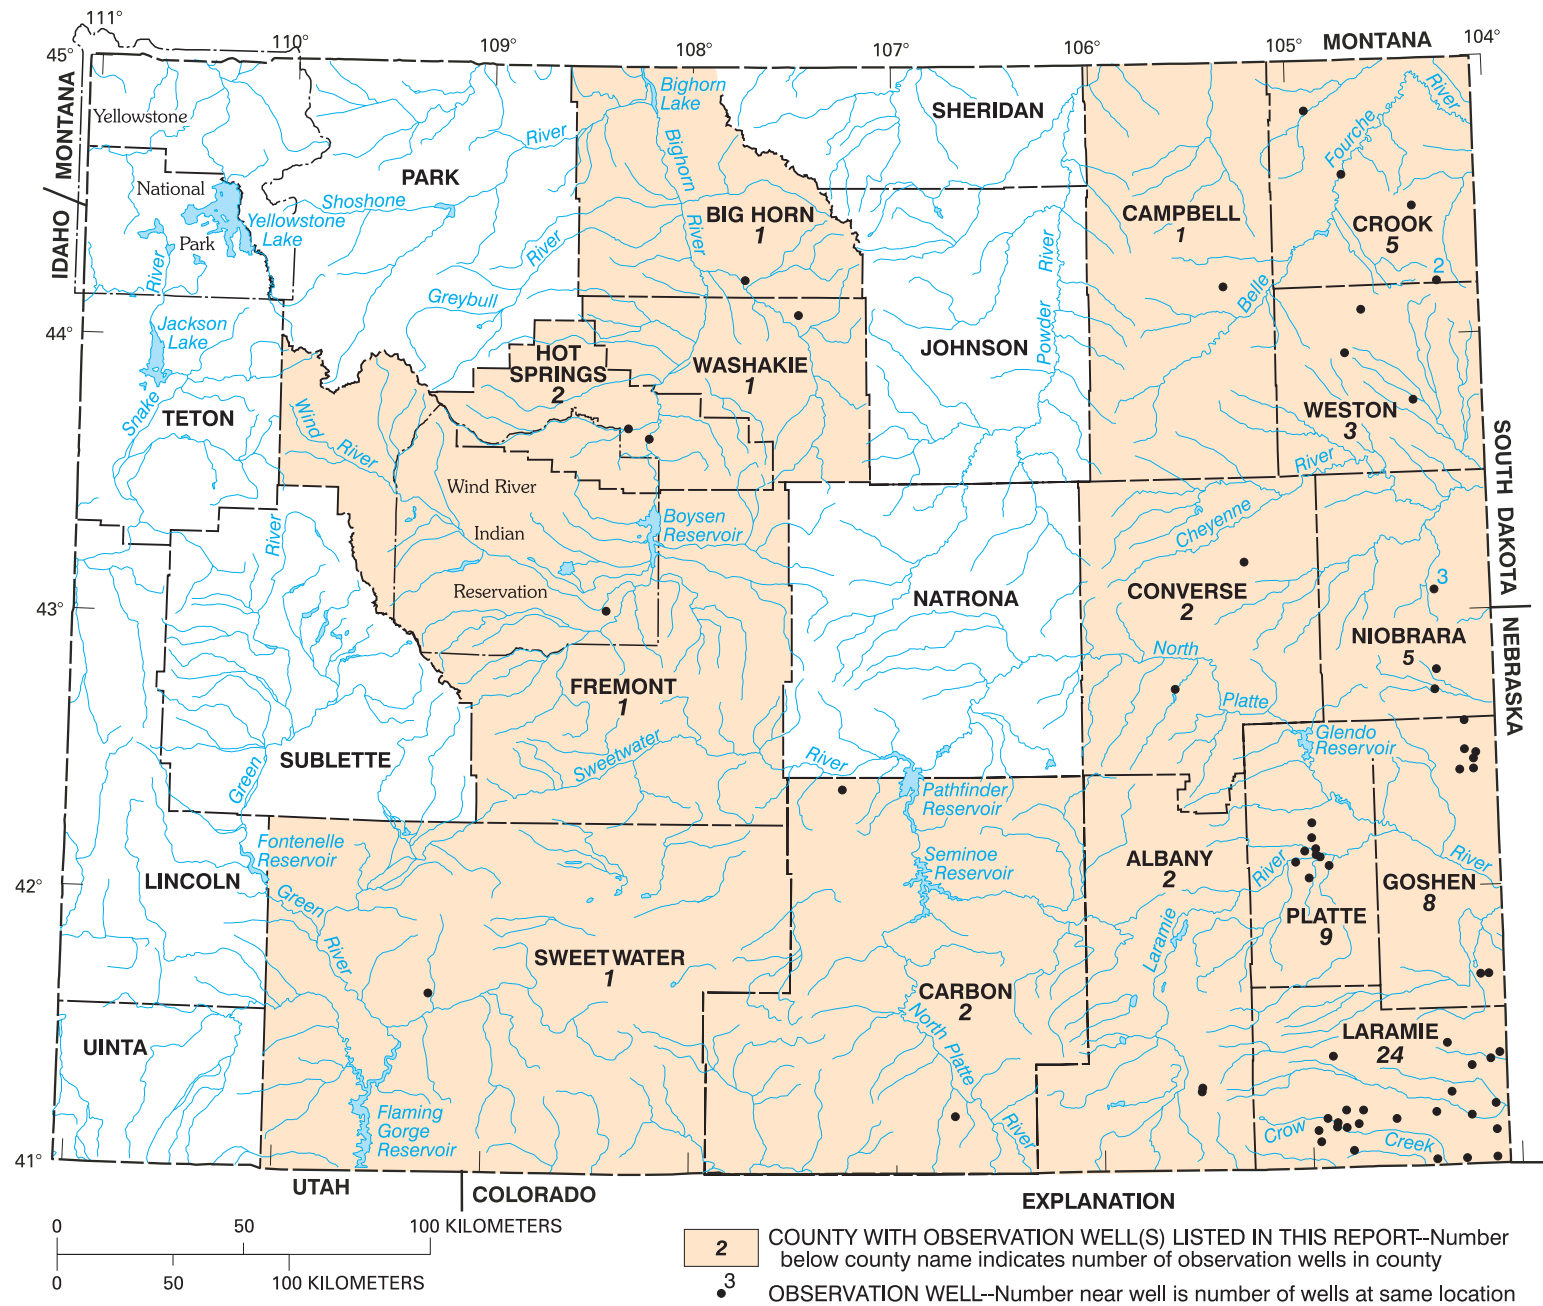 111°
110°
109°
108°
107°
106°
105°
MONTANA
104°
45°
IDAHO / MONTANA
Yellowstone
National
Park
Yellowstone
Lake
River
PARK
Shoshone
River
River
Greybull
Bighorn
Lake
Bighorn
River
BIG HORN
1
SHERIDAN
CAMPBELL
1
Fourche
River
CROOK
5
2
Belle
44°
Jackson
Lake
Snake
TETON
HOT
SPRINGS
2
WASHAKIE
1
JOHNSON
Powder
River
WESTON
3
River
Wind
River
Wind River
Indian
Reservation
Boysen
Reservoir
Cheyenne
SOUTH DAKOTA
NEBRASKA
River
43°
NATRONA
CONVERSE
2
3
NIOBRARA
5
North
Platte
FREMONT
1
SUBLETTE
Green
Sweetwater
River
Pathfinder
Reservoir
Glendo
Reservoir
Fontenelle
Reservoir
Seminoe
Reservoir
ALBANY
2
River
River
42°
LINCOLN
Green
River
GOSHEN
8
PLATTE
9
Laramie
SWEETWATER
1
CARBON
2
North Platte
River
LARAMIE
24
UINTA
Flaming
Gorge
Reservoir
Crow
Creek
41°
UTAH
COLORADO
EXPLANATION
0 50 100 KILOMETERS
0 50 100 KILOMETERS
2
COUNTY WITH OBSERVATION WELL(S) LISTED IN THIS REPORT--Number
below county name indicates number of observation wells in county
3
OBSERVATION WELL--Number near well is number of wells at same location